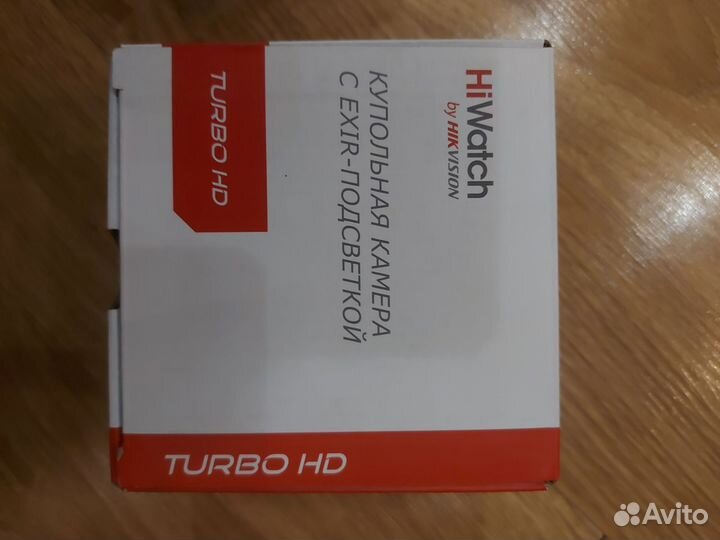 HiWatch
by HIKVISION
КУПОЛЬНАЯ КАМЕРА
С EXIR-ПОДСВЕТКОЙ
TURBO HD
TURBO HD
Avito